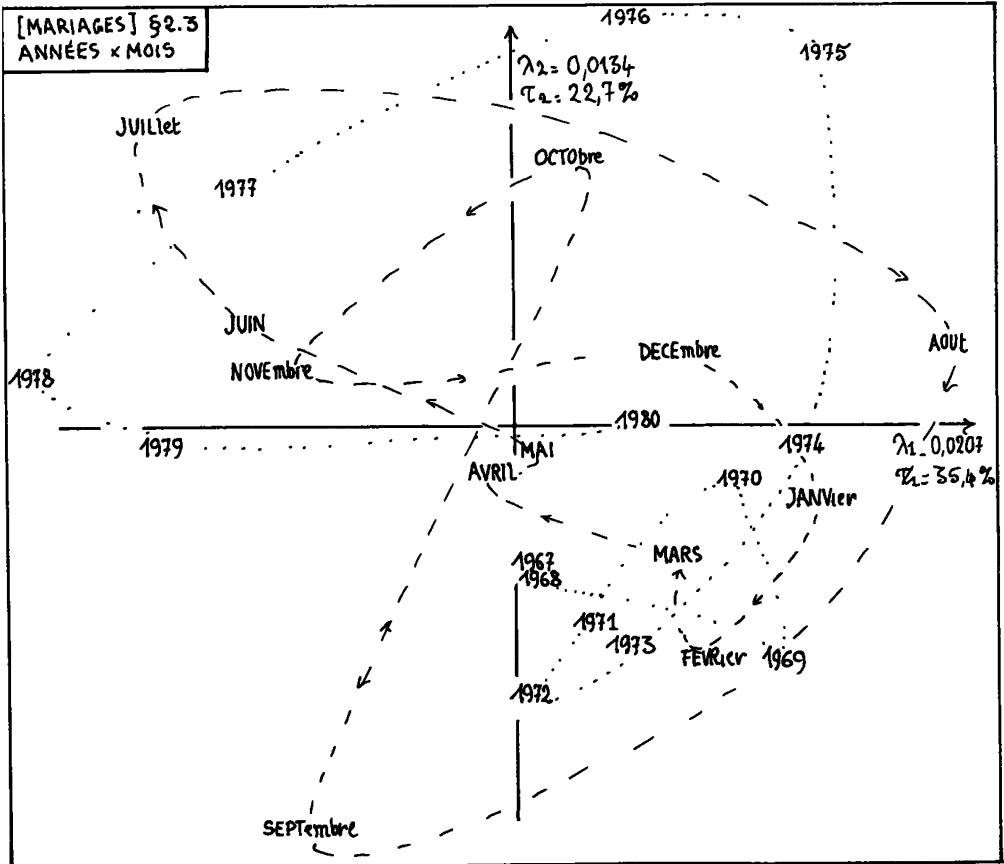 [MARIAGES] §2.3
ANNÉES × MOIS
1976
1975
λ2 = 0,0134
τ2 = 22,7%
JUILlet
OCTObre
1977
JUIN
NOVEmbre
DECEmbre
AOUt
1978
1980
1979
MAI
1974
λ1 = 0,0207
τ1 = 35,4%
AVRIL
1970
JANVier
MARS
1967
1968
1971
1973
FEVRier
1969
1972
SEPTembre